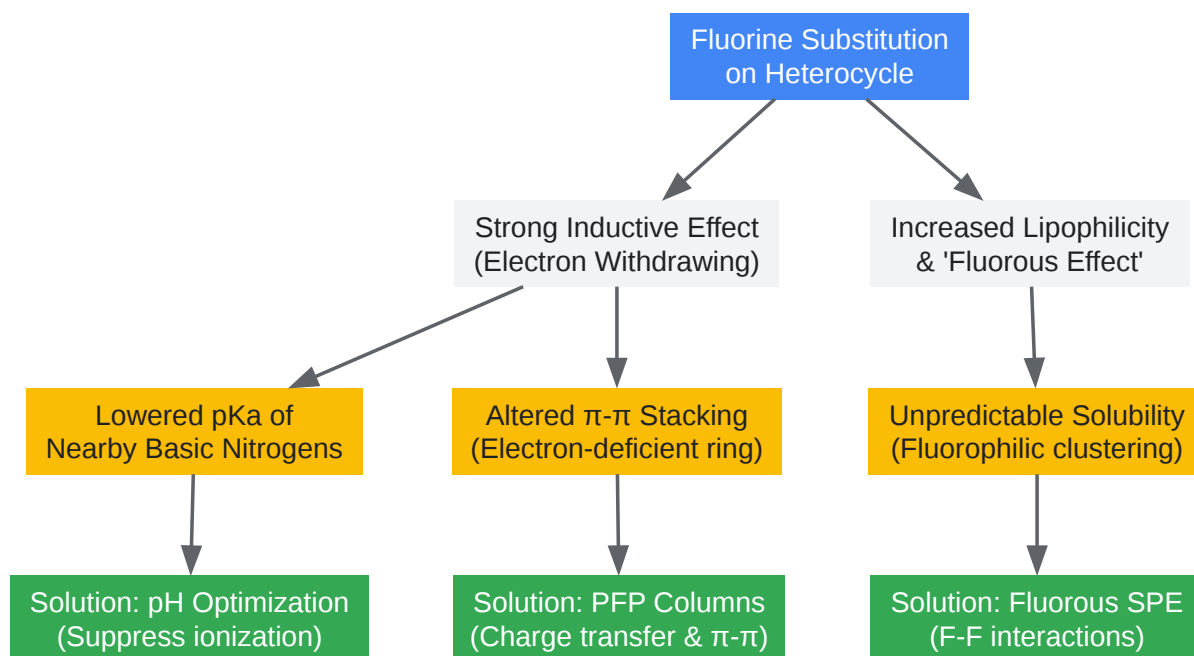 Fluorine Substitution
on Heterocycle
Strong Inductive Effect
(Electron Withdrawing)
Increased Lipophilicity
& 'Fluorous Effect'
Lowered pKa of
Nearby Basic Nitrogens
Altered π-π Stacking
(Electron-deficient ring)
Unpredictable Solubility
(Fluorophilic clustering)
Solution: pH Optimization
(Suppress ionization)
Solution: PFP Columns
(Charge transfer & π-π)
Solution: Fluorous SPE
(F-F interactions)